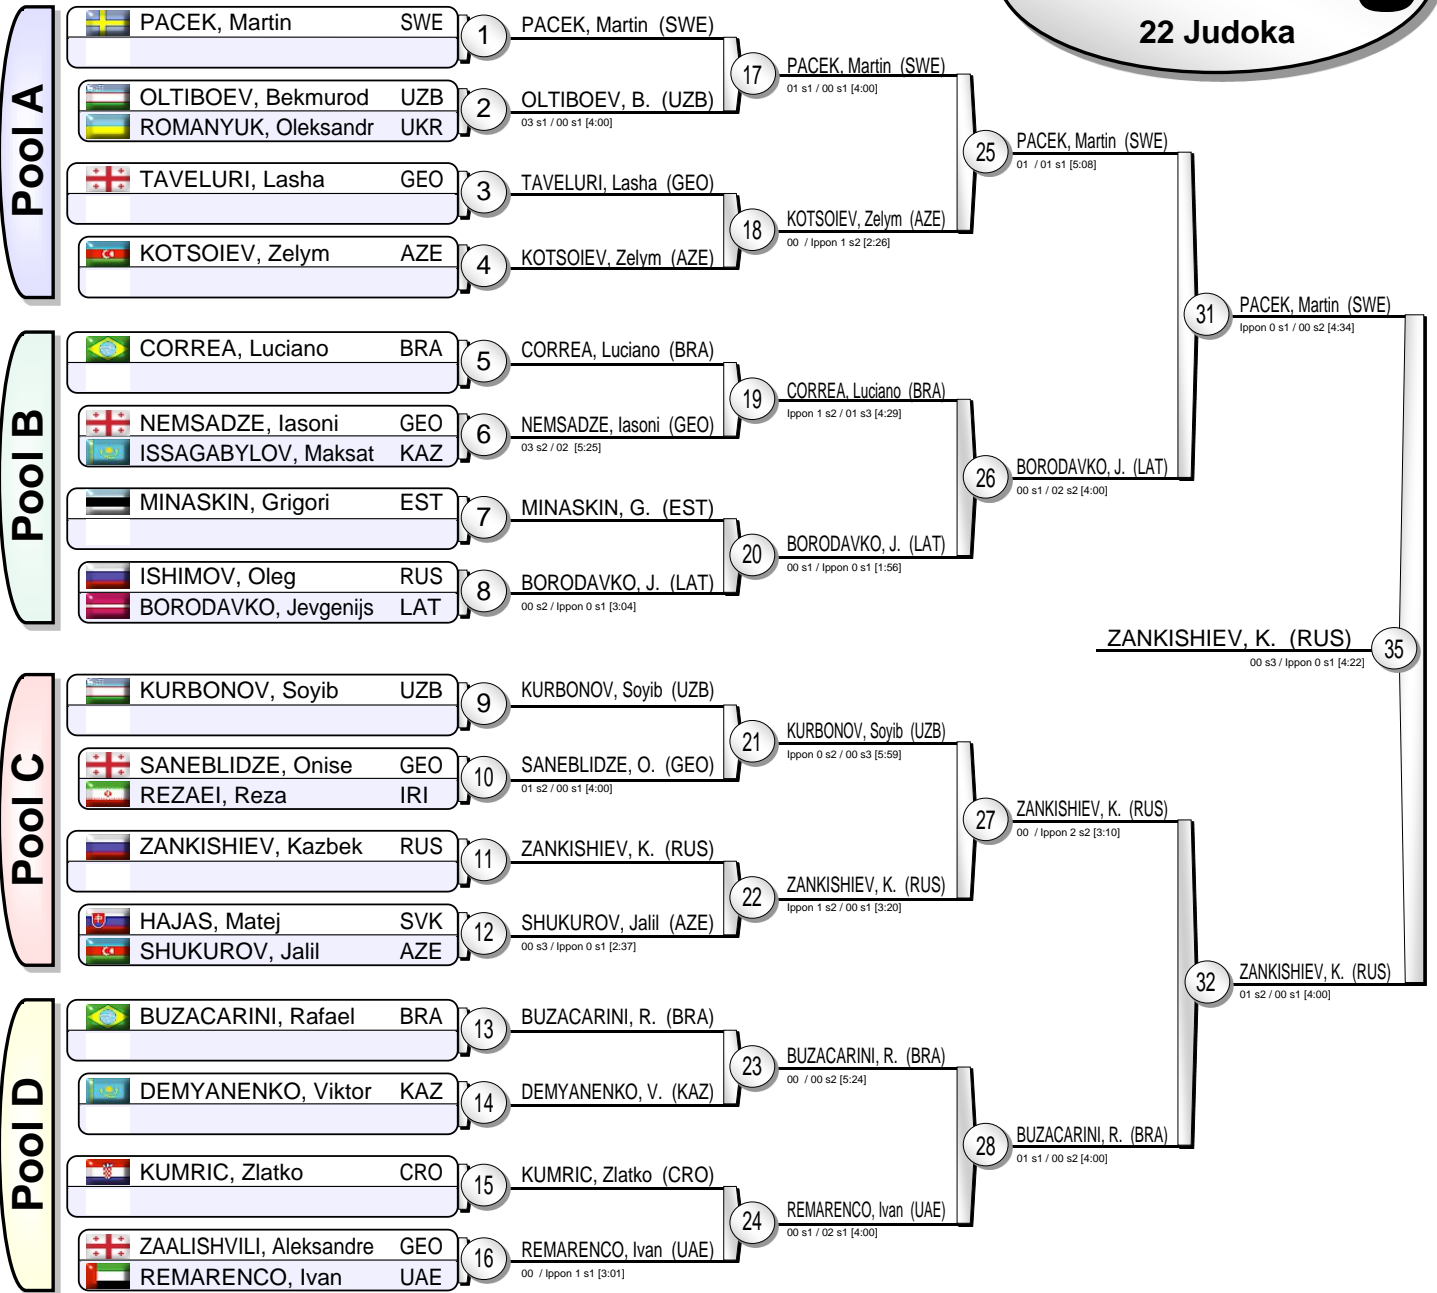 22 Judoka
Pool A
PACEK, Martin SWE
1
PACEK, Martin (SWE)
OLTIBOEV, Bekmurod UZB
ROMANYUK, Oleksandr UKR
2
OLTIBOEV, B. (UZB)
03 s1 / 00 s1 [4:00]
17
PACEK, Martin (SWE)
01 s1 / 00 s1 [4:00]
TAVELURI, Lasha GEO
3
TAVELURI, Lasha (GEO)
KOTSOIEV, Zelym AZE
4
KOTSOIEV, Zelym (AZE)
18
KOTSOIEV, Zelym (AZE)
00 / Ippon 1 s2 [2:26]
25
PACEK, Martin (SWE)
01 / 01 s1 [5:08]
Pool B
CORREA, Luciano BRA
5
CORREA, Luciano (BRA)
NEMSADZE, Iasoni GEO
ISSAGABYLOV, Maksat KAZ
6
NEMSADZE, Iasoni (GEO)
03 s2 / 02 [5:25]
19
CORREA, Luciano (BRA)
Ippon 1 s2 / 01 s3 [4:29]
MINASKIN, Grigori EST
7
MINASKIN, G. (EST)
ISHIMOV, Oleg RUS
BORODAVKO, Jevgenijs LAT
8
BORODAVKO, J. (LAT)
00 s2 / Ippon 0 s1 [3:04]
20
BORODAVKO, J. (LAT)
00 s1 / Ippon 0 s1 [1:56]
26
BORODAVKO, J. (LAT)
00 s1 / 02 s2 [4:00]
31
PACEK, Martin (SWE)
Ippon 0 s1 / 00 s2 [4:34]
ZANKISHIEV, K. (RUS)
00 s3 / Ippon 0 s1 [4:22]
35
Pool C
KURBONOV, Soyib UZB
9
KURBONOV, Soyib (UZB)
SANEBLIDZE, Onise GEO
REZAEI, Reza IRI
10
SANEBLIDZE, O. (GEO)
01 s2 / 00 s1 [4:00]
21
KURBONOV, Soyib (UZB)
Ippon 0 s2 / 00 s3 [5:59]
ZANKISHIEV, Kazbek RUS
11
ZANKISHIEV, K. (RUS)
HAJAS, Matej SVK
SHUKUROV, Jalil AZE
12
SHUKUROV, Jalil (AZE)
00 s3 / Ippon 0 s1 [2:37]
22
ZANKISHIEV, K. (RUS)
Ippon 1 s2 / 00 s1 [3:20]
27
ZANKISHIEV, K. (RUS)
00 / Ippon 2 s2 [3:10]
Pool D
BUZACARINI, Rafael BRA
13
BUZACARINI, R. (BRA)
DEMYANENKO, Viktor KAZ
14
DEMYANENKO, V. (KAZ)
23
BUZACARINI, R. (BRA)
00 / 00 s2 [5:24]
KUMRIC, Zlatko CRO
15
KUMRIC, Zlatko (CRO)
ZAALISHVILI, Aleksandre GEO
REMARENCO, Ivan UAE
16
REMARENCO, Ivan (UAE)
00 / Ippon 1 s1 [3:01]
24
REMARENCO, Ivan (UAE)
00 s1 / 02 s1 [4:00]
28
BUZACARINI, R. (BRA)
01 s1 / 00 s2 [4:00]
32
ZANKISHIEV, K. (RUS)
01 s2 / 00 s1 [4:00]